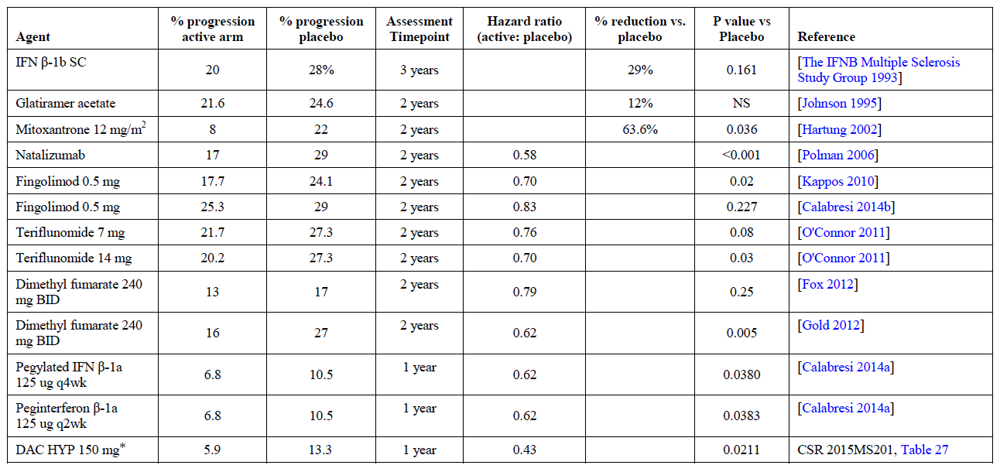 Agent % progression active arm % progression placebo Assessment Timepoint Hazard ratio (active: placebo) % reduction vs. placebo P value vs Placebo Reference
IFN β-1b SC 20 28% 3 years 29% 0.161 [The IFNB Multiple Sclerosis Study Group 1993]
Glatiramer acetate 21.6 24.6 2 years 12% NS [Johnson 1995]
Mitoxantrone 12 mg/m² 8 22 2 years 63.6% 0.036 [Hartung 2002]
Natalizumab 17 29 2 years 0.58 <0.001 [Polman 2006]
Fingolimod 0.5 mg 17.7 24.1 2 years 0.70 0.02 [Kappos 2010]
Fingolimod 0.5 mg 25.3 29 2 years 0.83 0.227 [Calabresi 2014b]
Teriflunomide 7 mg 21.7 27.3 2 years 0.76 0.08 [O'Connor 2011]
Teriflunomide 14 mg 20.2 27.3 2 years 0.70 0.03 [O'Connor 2011]
Dimethyl fumarate 240 mg BID 13 17 2 years 0.79 0.25 [Fox 2012]
Dimethyl fumarate 240 mg BID 16 27 2 years 0.62 0.005 [Gold 2012]
Pegylated IFN β-1a 125 ug q4wk 6.8 10.5 1 year 0.62 0.0380 [Calabresi 2014a]
Peginterferon β-1a 125 ug q2wk 6.8 10.5 1 year 0.62 0.0383 [Calabresi 2014a]
DAC HYP 150 mg* 5.9 13.3 1 year 0.43 0.0211 CSR 2015MS201, Table 27